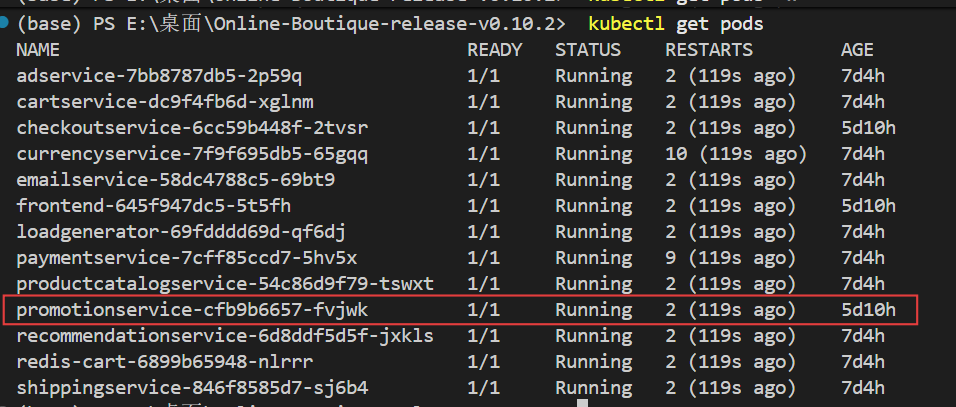 (base) PS E:\桌面\Online-Boutique-release-v0.10.2> kubectl get pods
NAME READY STATUS RESTARTS AGE
adservice-7bb8787db5-2p59q 1/1 Running 2 (119s ago) 7d4h
cartservice-dc9f4fb6d-xglnm 1/1 Running 2 (119s ago) 7d4h
checkoutservice-6cc59b448f-2tvsr 1/1 Running 2 (119s ago) 5d10h
currencyservice-7f9f695db5-65gqq 1/1 Running 10 (119s ago) 7d4h
emailservice-58dc4788c5-69bt9 1/1 Running 2 (119s ago) 7d4h
frontend-645f947dc5-5t5fh 1/1 Running 2 (119s ago) 5d10h
loadgenerator-69fdddd69d-qf6dj 1/1 Running 2 (119s ago) 7d4h
paymentservice-7cff85ccd7-5hv5x 1/1 Running 9 (119s ago) 7d4h
productcatalogservice-54c86d9f79-tswxt 1/1 Running 2 (119s ago) 7d4h
promotionservice-cfb9b6657-fvjwk 1/1 Running 2 (119s ago) 5d10h
recommendationservice-6d8ddf5d5f-jxkls 1/1 Running 2 (119s ago) 7d4h
redis-cart-6899b65948-nlrrr 1/1 Running 2 (119s ago) 7d4h
shippingservice-846f8585d7-sj6b4 1/1 Running 2 (119s ago) 7d4h